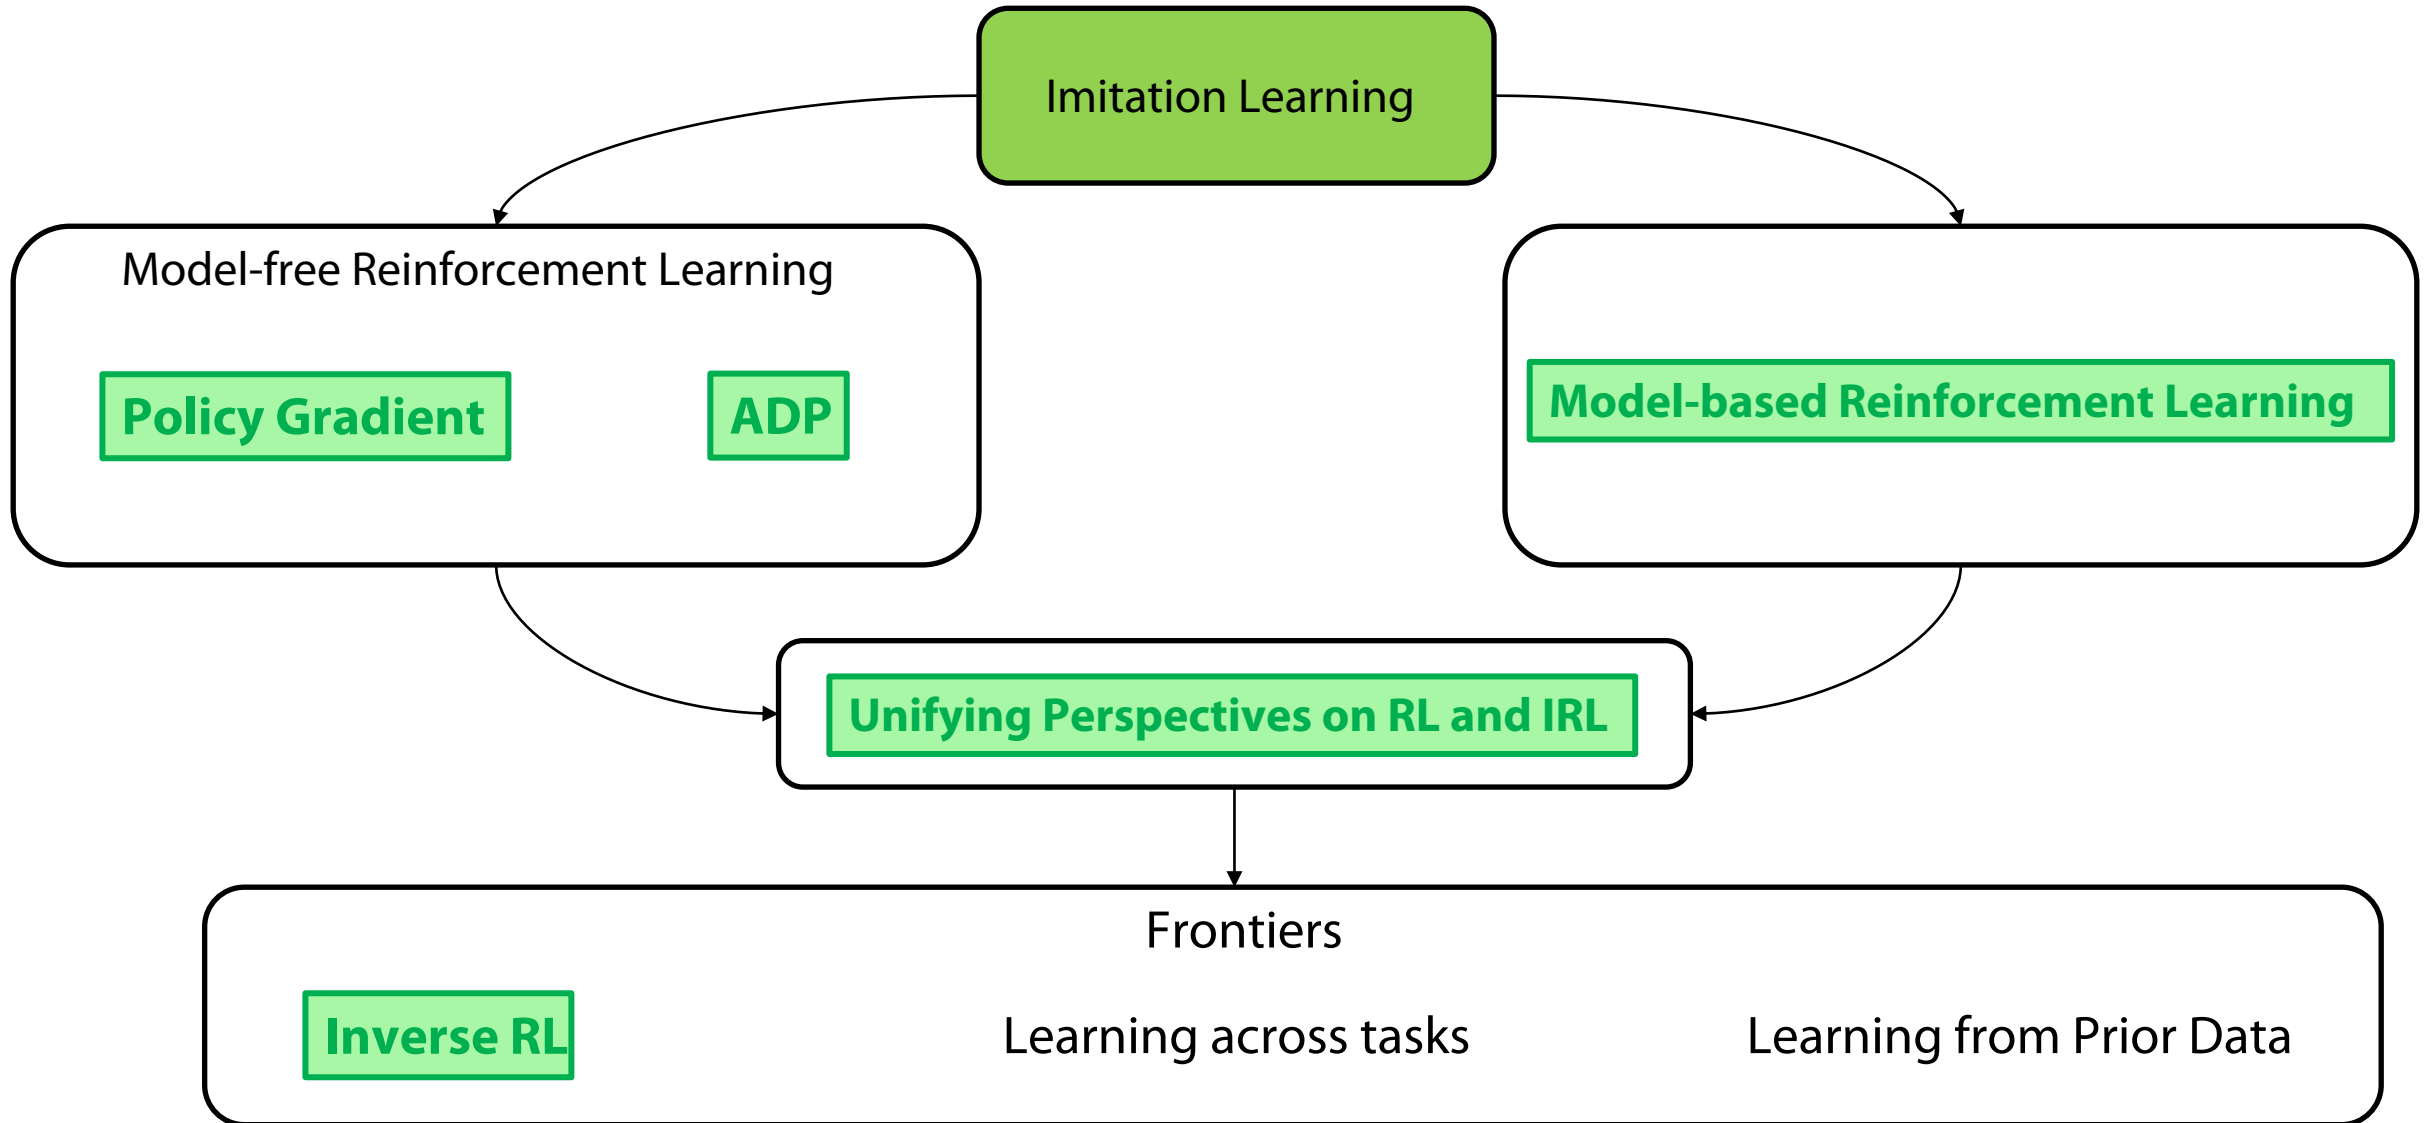 Imitation Learning
Model-free Reinforcement Learning
Policy Gradient
ADP
Model-based Reinforcement Learning
Unifying Perspectives on RL and IRL
Frontiers
Inverse RL
Learning across tasks
Learning from Prior Data